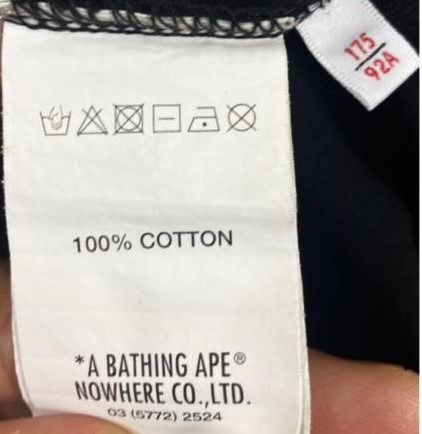 175
92A
100% COTTON
*A BATHING APE®
NOWHERE CO.,LTD.
03 (5772) 2524